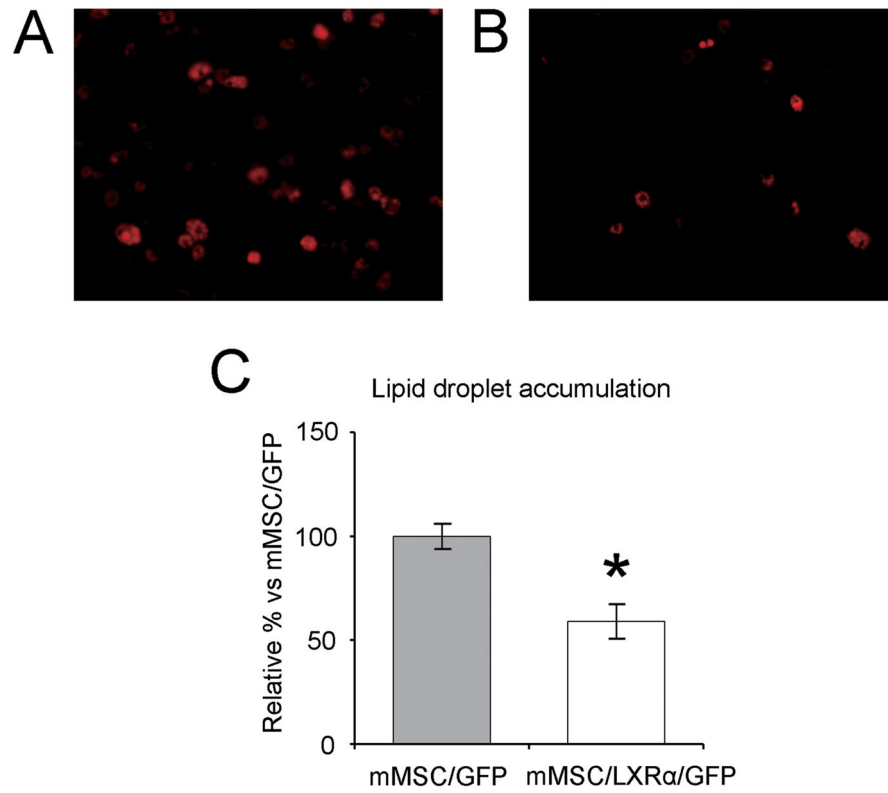 A
B
C
Lipid droplet accumulation
Relative % vs mMSC/GFP
150
100
50
0
*
mMSC/GFP
mMSC/LXRα/GFP